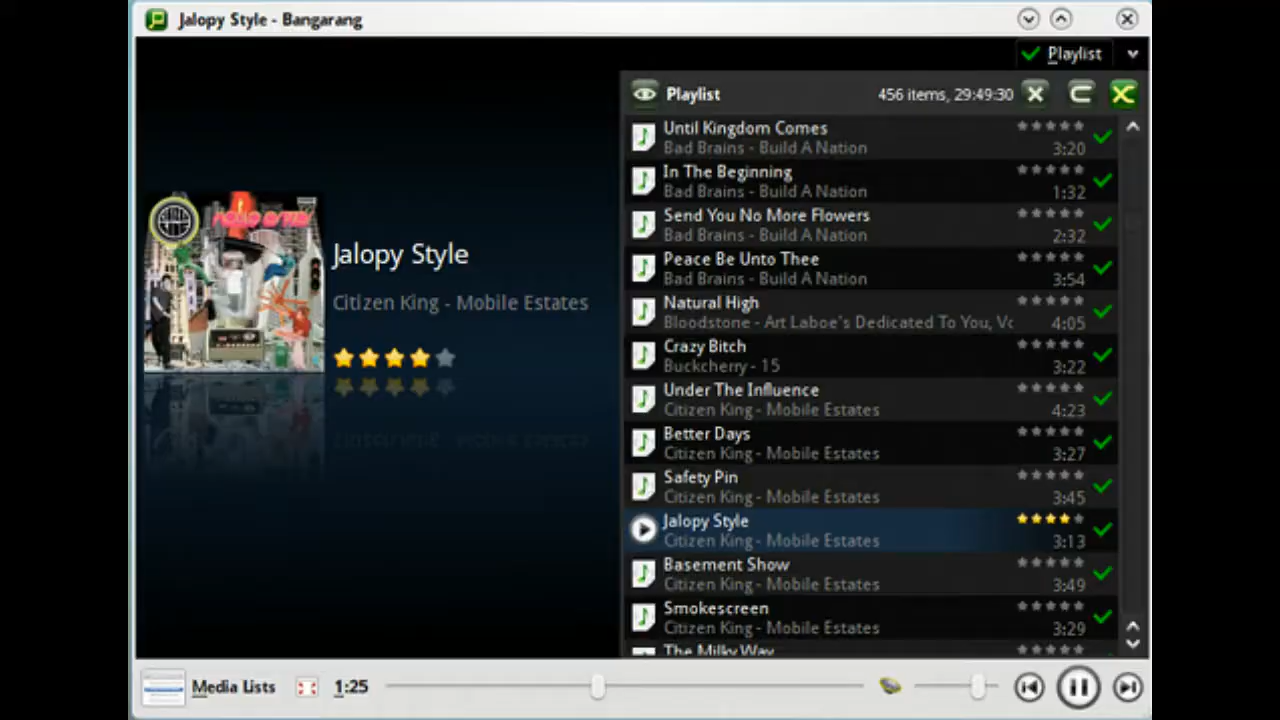 Jalopy Style - Bangarang
Playlist
Playlist 456 items, 29:49:30
Until Kingdom Comes
Bad Brains - Build A Nation 3:20
In The Beginning
Bad Brains - Build A Nation 1:32
Send You No More Flowers
Bad Brains - Build A Nation 2:32
Peace Be Unto Thee
Bad Brains - Build A Nation 3:54
Natural High
Bloodstone - Art Laboe's Dedicated To You, Vo 4:05
Crazy Bitch
Buckcherry - 15 3:22
Under The Influence
Citizen King - Mobile Estates 4:23
Better Days
Citizen King - Mobile Estates 3:27
Safety Pin
Citizen King - Mobile Estates 3:45
Jalopy Style
Citizen King - Mobile Estates 3:13
Basement Show
Citizen King - Mobile Estates 3:49
Smokescreen
Citizen King - Mobile Estates 3:29
The Milky Way
Jalopy Style
Citizen King - Mobile Estates
Media Lists 1:25